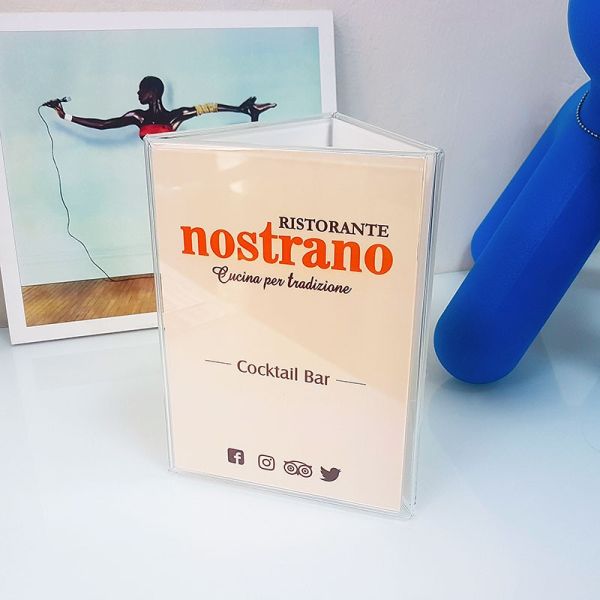 RISTORANTE
nostrano
Cucina per tradizione
Cocktail Bar